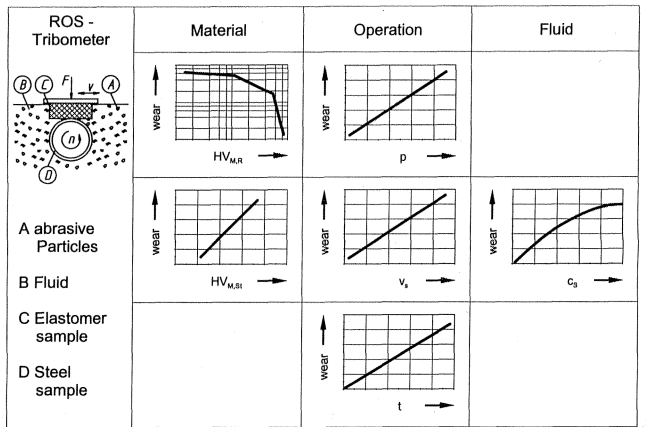 ROS -
Tribometer
Material
Operation
Fluid
F
v
B
C
A
n
D
wear
HV_M,R
wear
p
A abrasive
Particles
B Fluid
C Elastomer
sample
D Steel
sample
wear
HV_M,St
wear
v_s
wear
c_s
wear
t